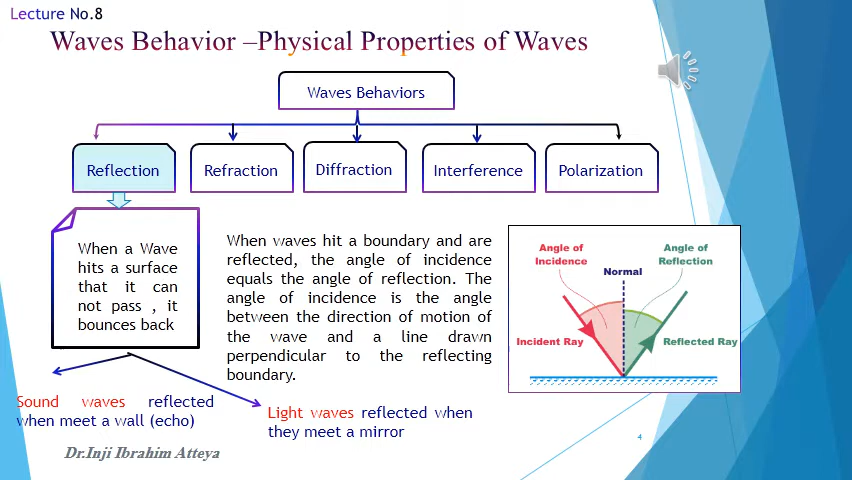 Lecture No.8
Waves Behavior –Physical Properties of Waves
Waves Behaviors
Reflection
Refraction
Diffraction
Interference
Polarization
When a Wave
hits a surface
that it can
not pass , it
bounces back
When waves hit a boundary and are
reflected, the angle of incidence
equals the angle of reflection. The
angle of incidence is the angle
between the direction of motion of
the wave and a line drawn
perpendicular to the reflecting
boundary.
Angle of
Incidence
Normal
Angle of
Reflection
Incident Ray
Reflected Ray
Sound waves reflected
when meet a wall (echo)
Light waves reflected when
they meet a mirror
Dr.Inji Ibrahim Atteya
4